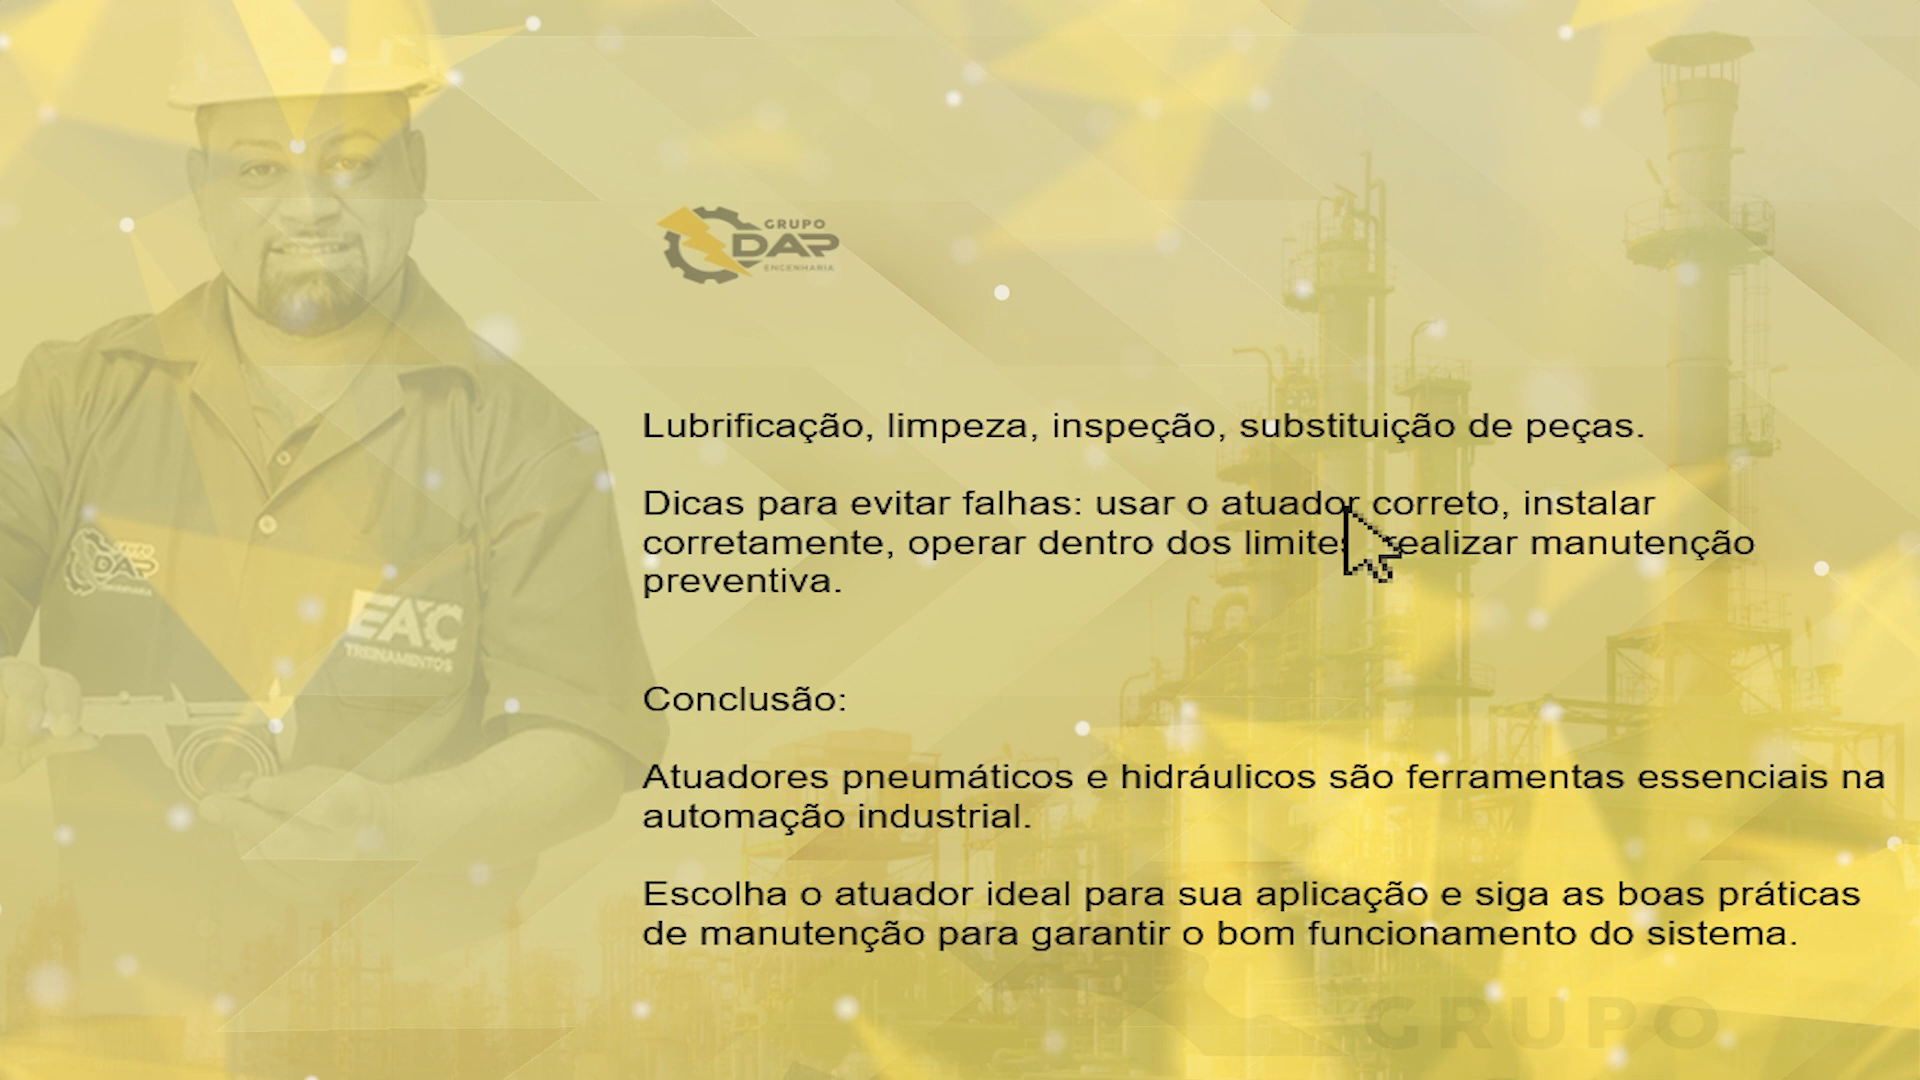 GRUPO
DAP
ENGENHARIA
Lubrificação, limpeza, inspeção, substituição de peças.
Dicas para evitar falhas: usar o atuador correto, instalar
corretamente, operar dentro dos limites, realizar manutenção
preventiva.
DAP
EAC
TREINAMENTOS
Conclusão:
Atuadores pneumáticos e hidráulicos são ferramentas essenciais na
automação industrial.
Escolha o atuador ideal para sua aplicação e siga as boas práticas
de manutenção para garantir o bom funcionamento do sistema.
GRUPO